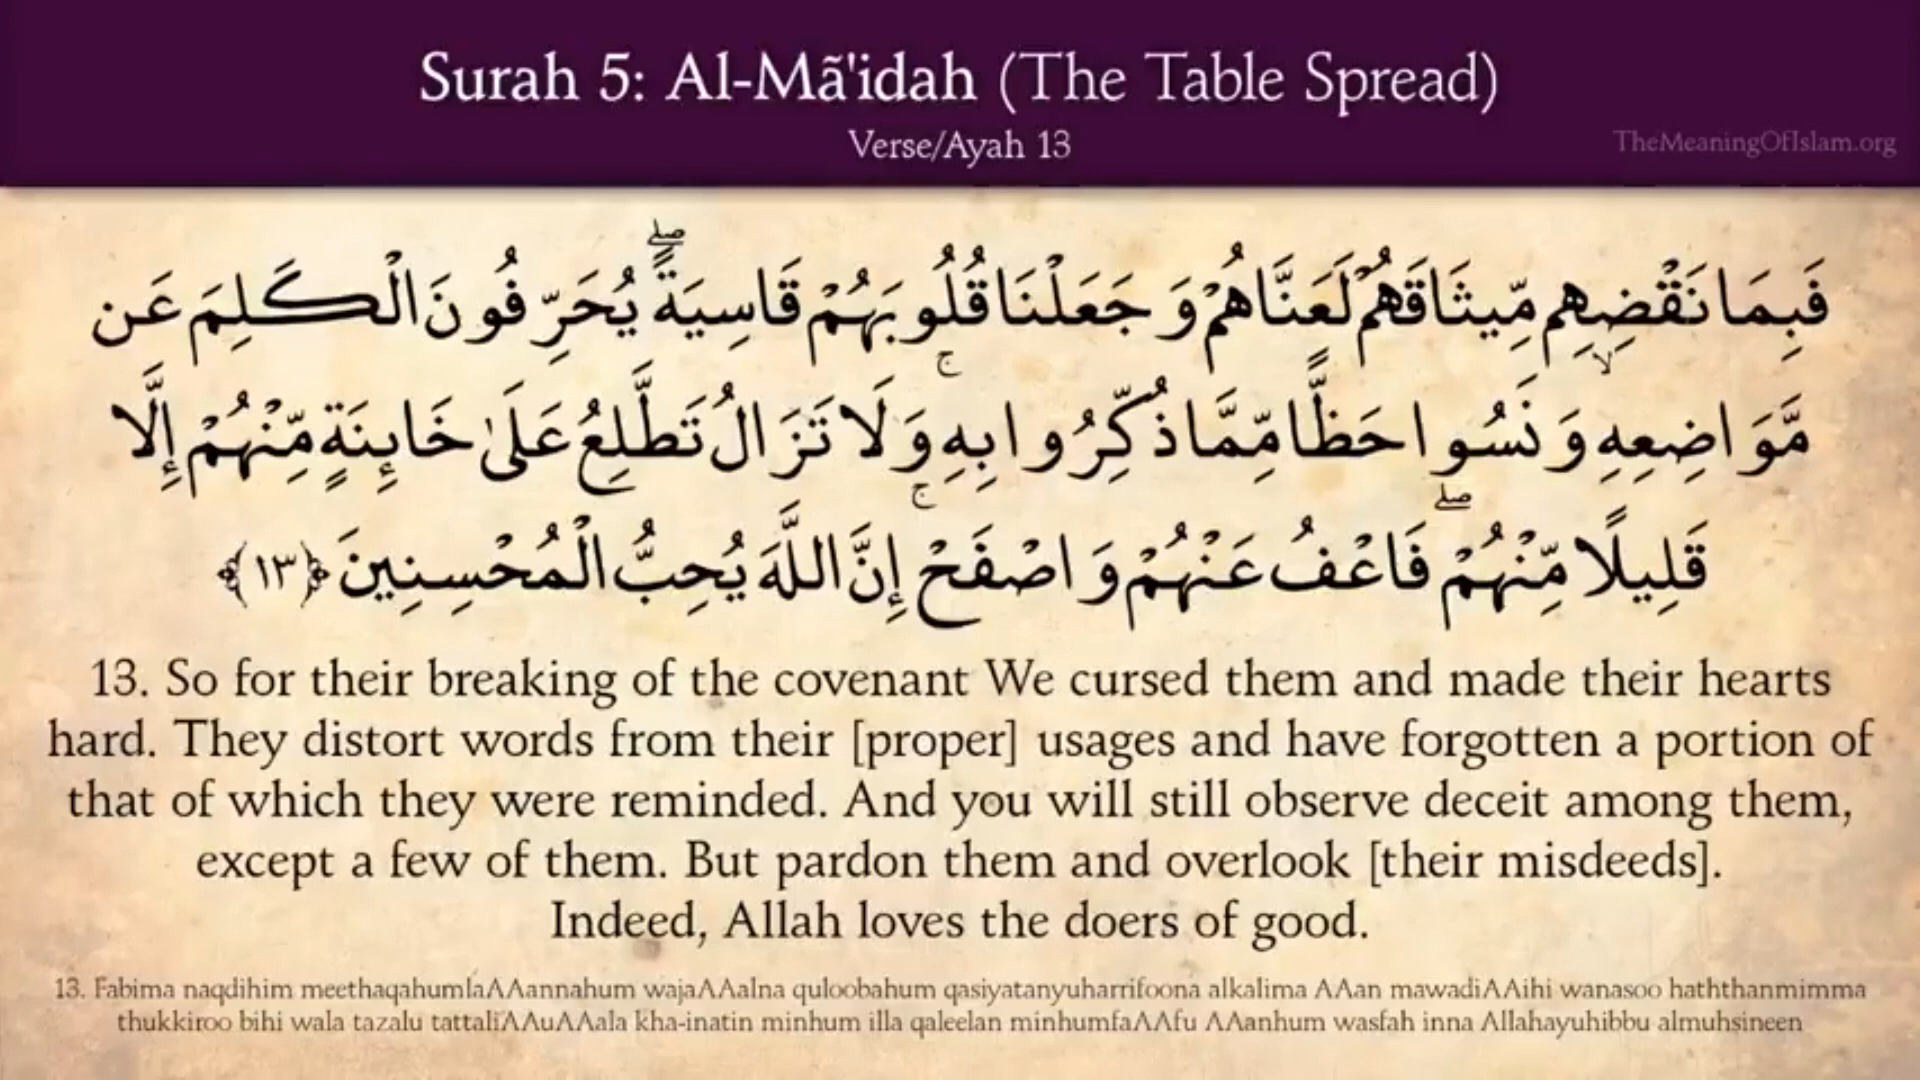 Surah 5: Al-Mã'idah (The Table Spread)
Verse/Ayah 13
TheMeaningOfIslam.org
فَبِمَا نَقْضِهِم مِّيثَاقَهُمْ لَعَنَّاهُمْ وَجَعَلْنَا قُلُوبَهُمْ قَاسِيَةً ۖ يُحَرِّفُونَ الْكَلِمَ عَن
مَّوَاضِعِهِ ۙ وَنَسُوا حَظًّا مِّمَّا ذُكِّرُوا بِهِ ۚ وَلَا تَزَالُ تَطَّلِعُ عَلَىٰ خَائِنَةٍ مِّنْهُمْ إِلَّا
قَلِيلًا مِّنْهُمْ ۖ فَاعْفُ عَنْهُمْ وَاصْفَحْ ۚ إِنَّ اللَّهَ يُحِبُّ الْمُحْسِنِينَ ﴿١٣﴾
13. So for their breaking of the covenant We cursed them and made their hearts
hard. They distort words from their [proper] usages and have forgotten a portion of
that of which they were reminded. And you will still observe deceit among them,
except a few of them. But pardon them and overlook [their misdeeds].
Indeed, Allah loves the doers of good.
13. Fabima naqdihim meethaqahumlaAAannahum wajaAAalna quloobahum qasiyatanyuharrifoona alkalima AAan mawadiAAihi wanasoo haththanmimma
thukkiroo bihi wala tazalu tattaliAAuAAala kha-inatin minhum illa qaleelan minhumfaAAfu AAanhum wasfah inna Allahayuhibbu almuhsineen